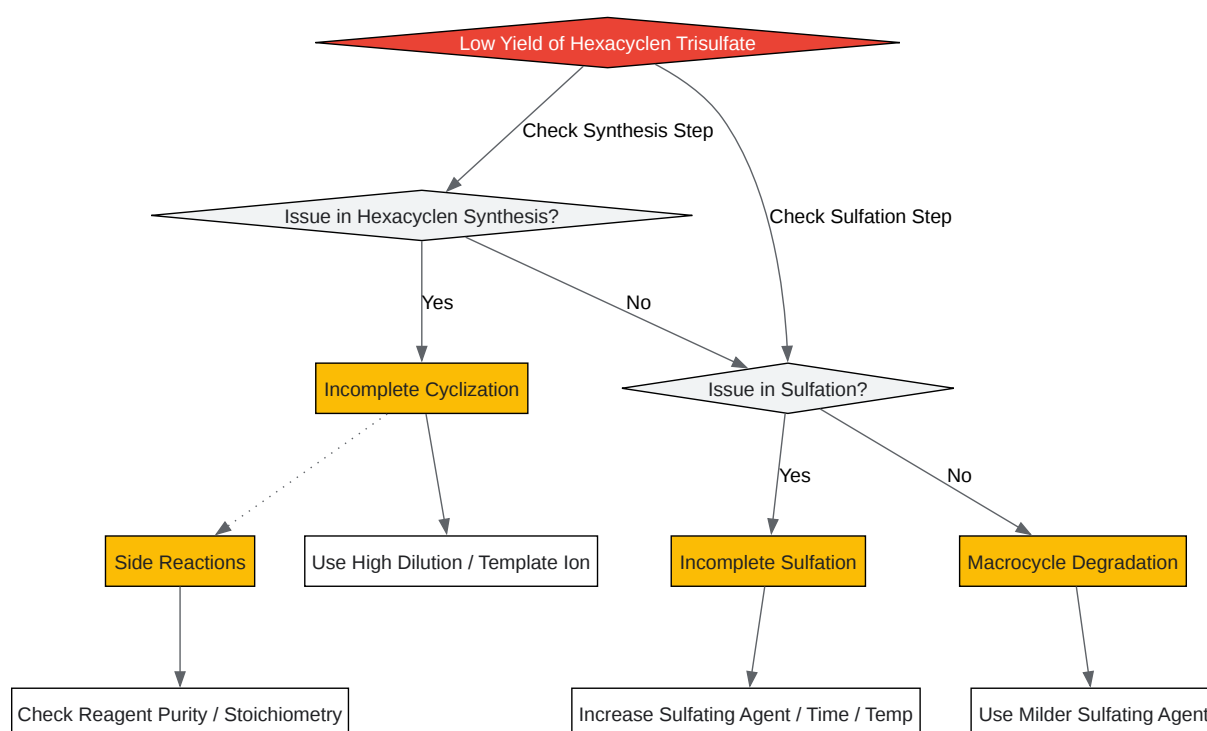 Low Yield of Hexacyclen Trisulfate
Check Synthesis Step
Issue in Hexacyclen Synthesis?
Check Sulfation Step
Yes
No
Incomplete Cyclization
Issue in Sulfation?
Yes
No
Side Reactions
Use High Dilution / Template Ion
Incomplete Sulfation
Macrocycle Degradation
Check Reagent Purity / Stoichiometry
Increase Sulfating Agent / Time / Temp
Use Milder Sulfating Agent